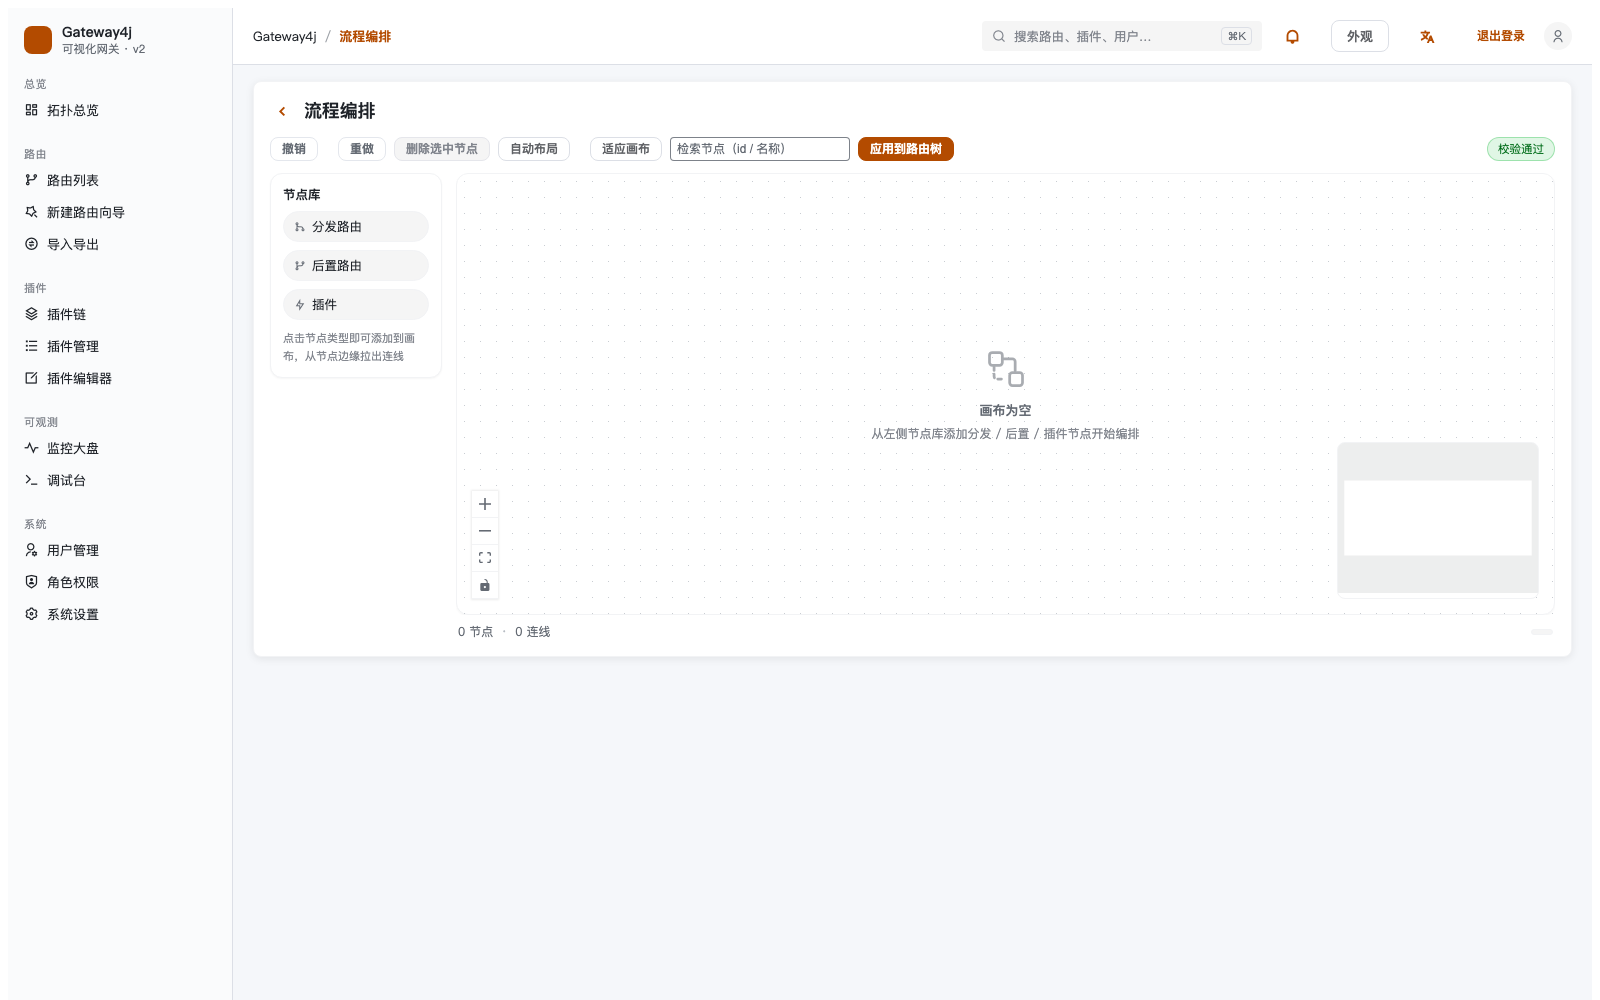 Gateway4j
可视化网关 · v2
总览
拓扑总览
路由
路由列表
新建路由向导
导入导出
插件
插件链
插件管理
插件编辑器
可观测
监控大盘
调试台
系统
用户管理
角色权限
系统设置
Gateway4j / 流程编排
搜索路由、插件、用户… ⌘K
外观
退出登录
流程编排
撤销 重做 删除选中节点 自动布局 适应画布 检索节点（id / 名称） 应用到路由树 校验通过
节点库
分发路由
后置路由
插件
点击节点类型即可添加到画
布，从节点边缘拉出连线
画布为空
从左侧节点库添加分发 / 后置 / 插件节点开始编排
0 节点 · 0 连线